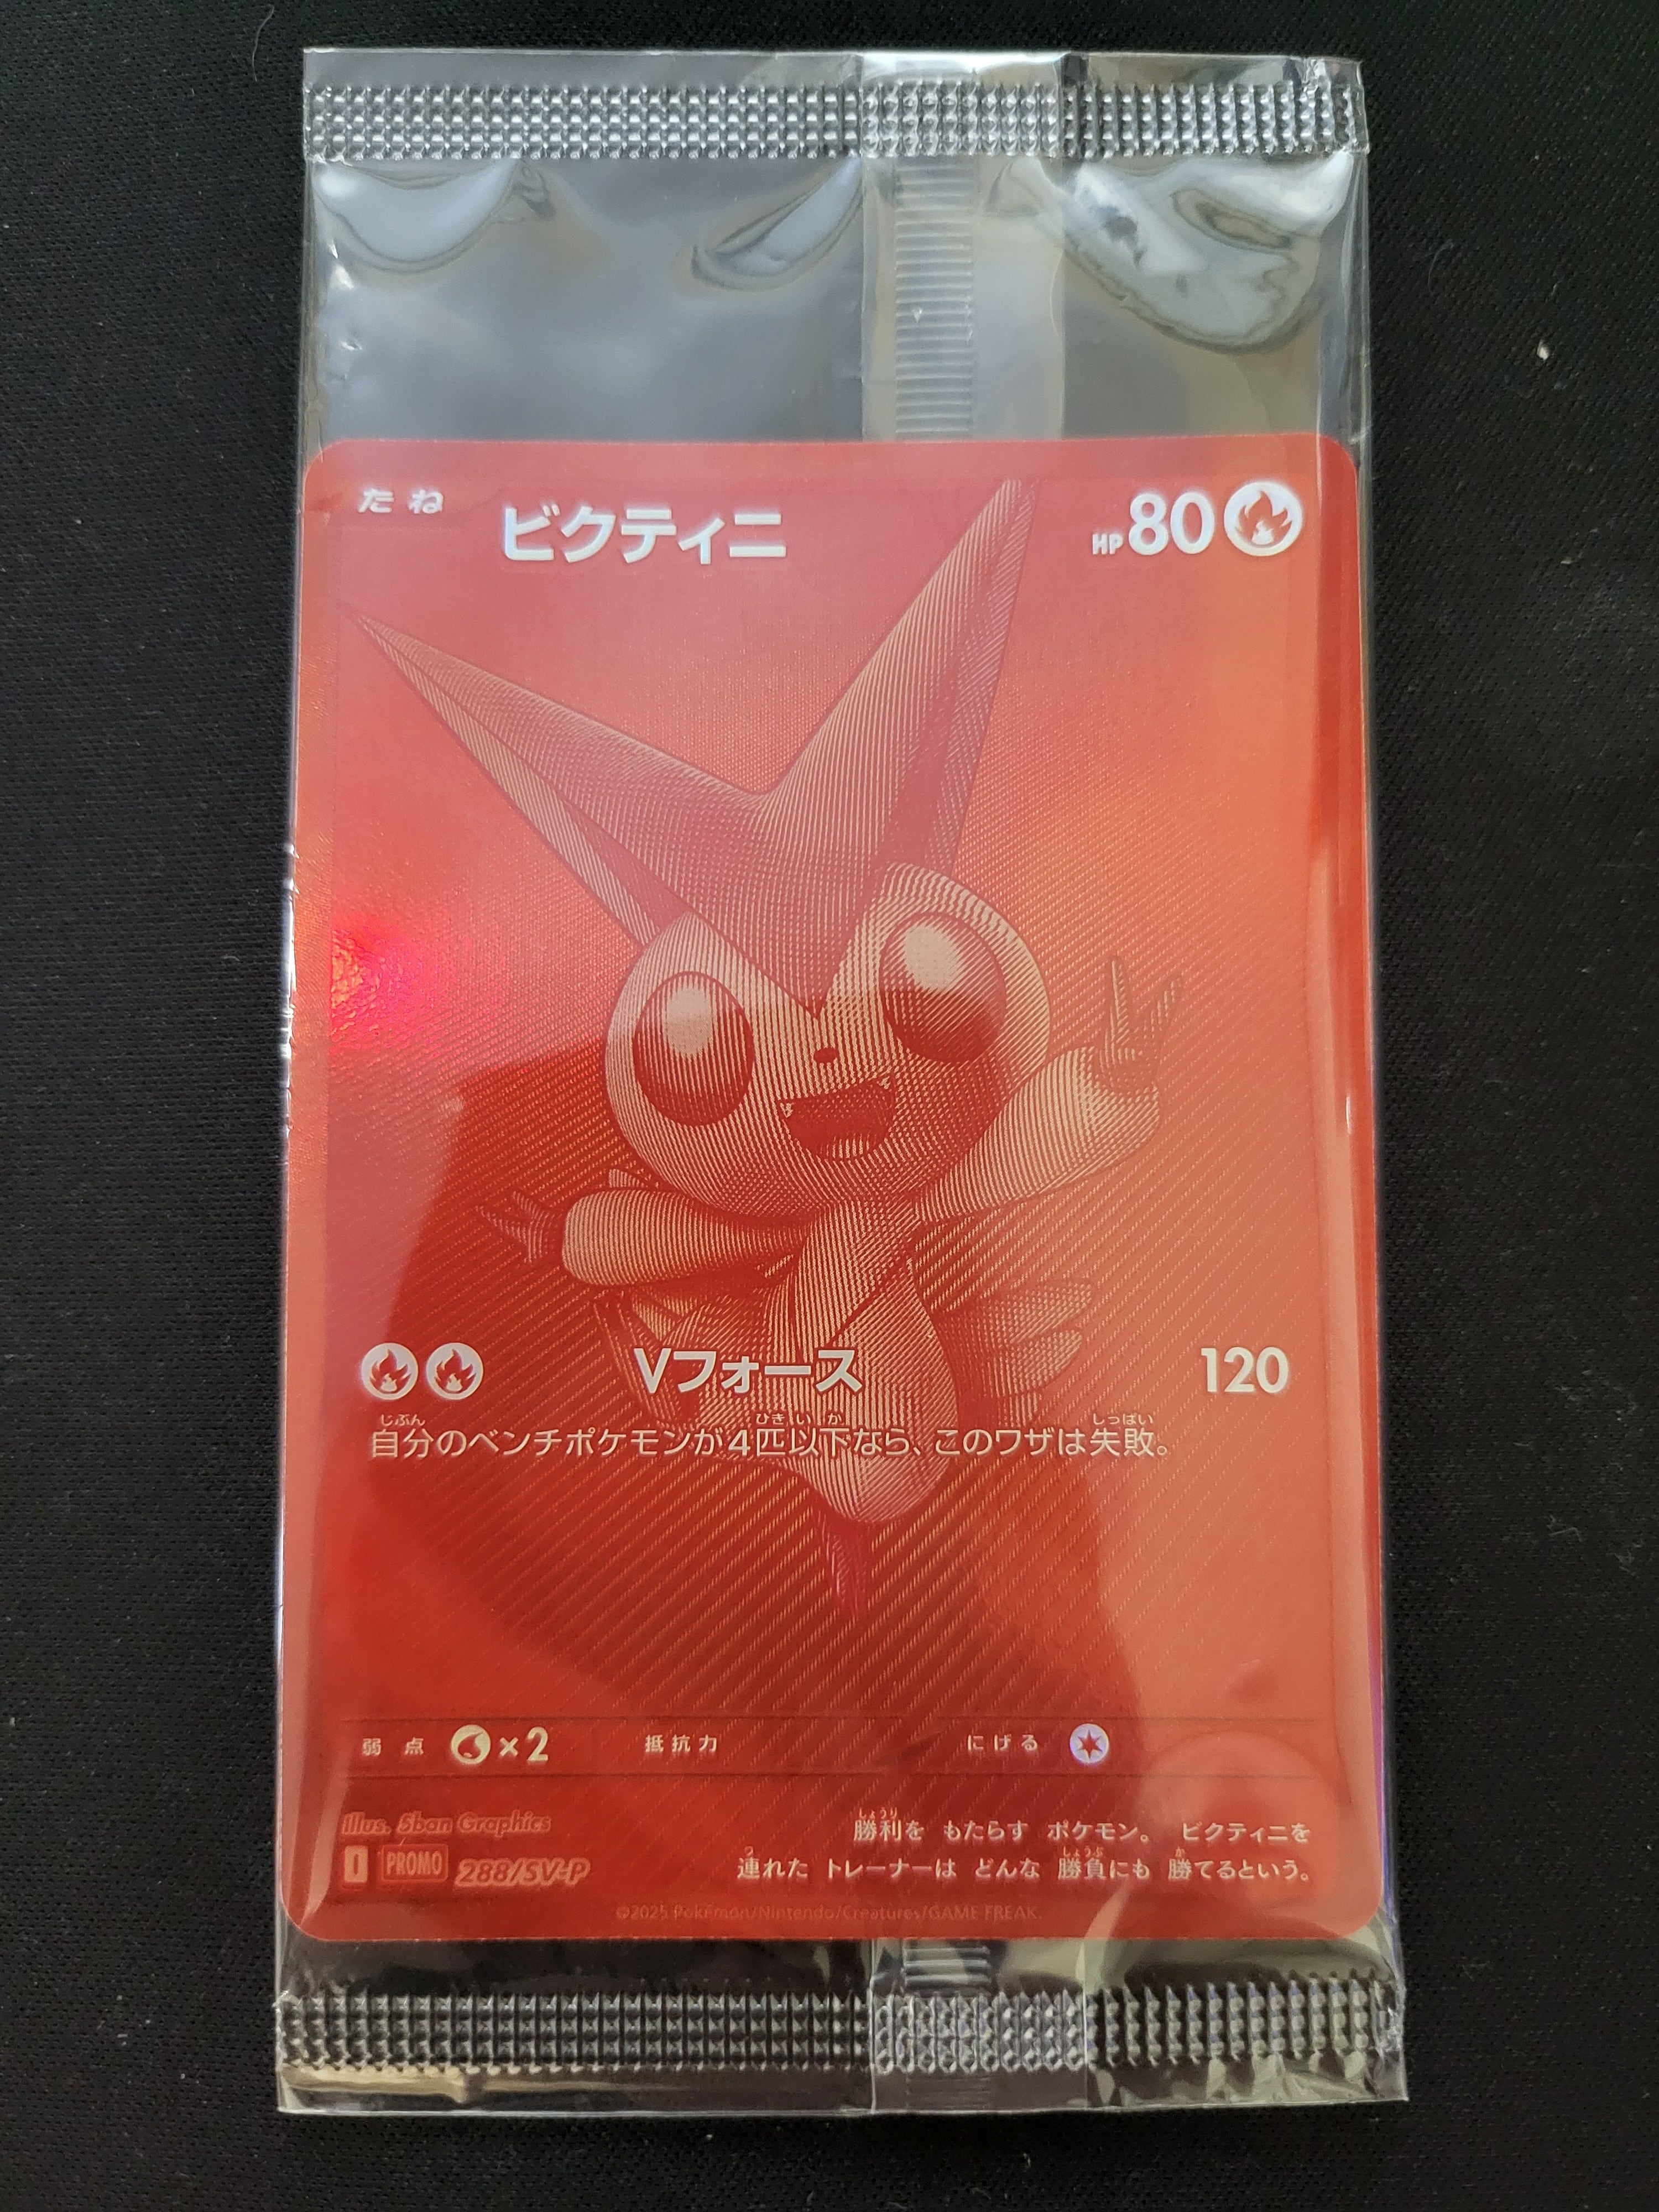 たね ビクティニ HP80
Vフォース 120
自分のベンチポケモンが4匹以下なら、このワザは失敗。
弱点 ×2 抵抗力 にげる
Illus. 5ban Graphics
I PROMO 288/SV-P
勝利を もたらす ポケモン。 ビクティニを
連れた トレーナーは どんな 勝負にも 勝てるという。
©2025 Pokémon/Nintendo/Creatures/GAME FREAK.